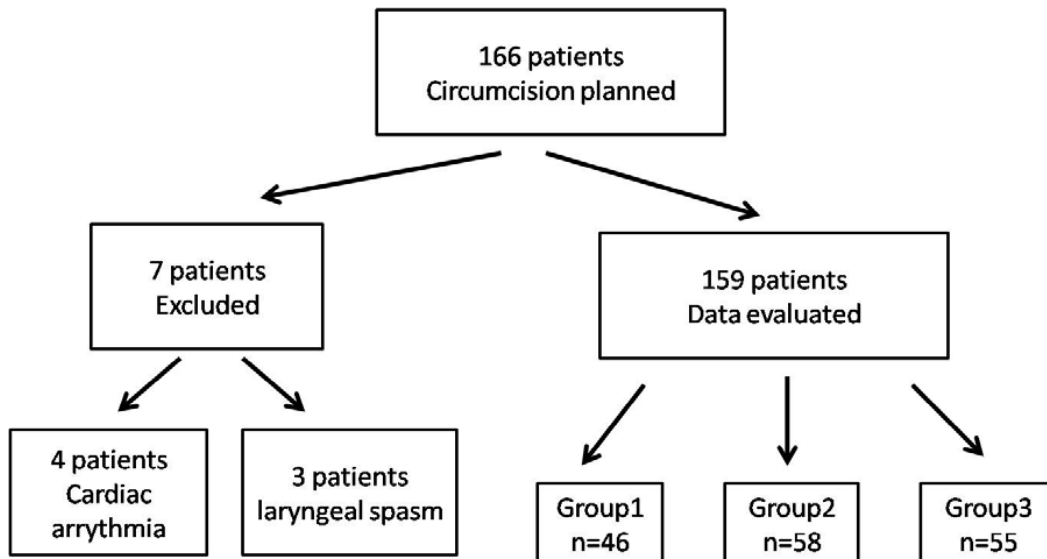 166 patients
Circumcision planned
7 patients
Excluded
159 patients
Data evaluated
4 patients
Cardiac
arrythmia
3 patients
laryngeal spasm
Group1
n=46
Group2
n=58
Group3
n=55